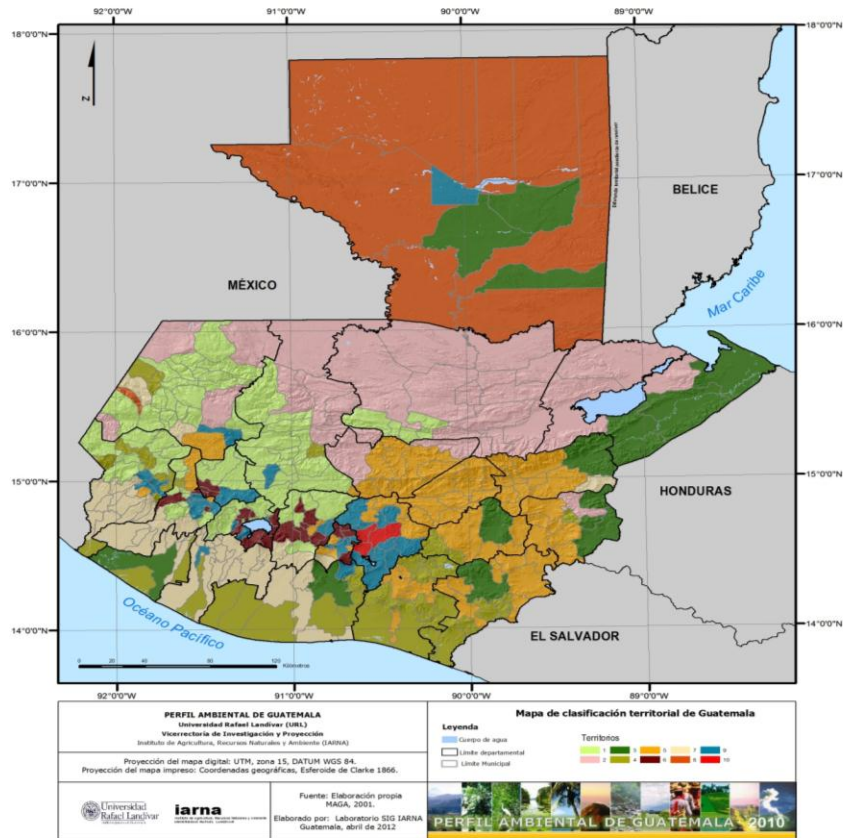 92°0'0"W 91°0'0"W 90°0'0"W 89°0'0"W
18°0'0"N 18°0'0"N
N
17°0'0"N 17°0'0"N
BELICE
MÉXICO
Mar Caribe
16°0'0"N 16°0'0"N
15°0'0"N 15°0'0"N
HONDURAS
14°0'0"N 14°0'0"N
Océano Pacífico
EL SALVADOR
0 20 40 80 120
Kilómetros
92°0'0"W 91°0'0"W 90°0'0"W 89°0'0"W
PERFIL AMBIENTAL DE GUATEMALA
Universidad Rafael Landívar (URL)
Vicerrectoría de Investigación y Proyección
Instituto de Agricultura, Recursos Naturales y Ambiente (IARNA)
Proyección del mapa digital: UTM, zona 15, DATUM WGS 84.
Proyección del mapa impreso: Coordenadas geográficas, Esferoide de Clarke 1866.
Universidad
Rafael Landívar
iarna
Fuente: Elaboración propia
MAGA, 2001.
Elaborado por: Laboratorio SIG IARNA
Guatemala, abril de 2012
Mapa de clasificación territorial de Guatemala
Leyenda
Cuerpo de agua
Límite departamental
Límite Municipal
Territorios
1 3 5 7 9
2 4 6 8 10
PERFIL AMBIENTAL DE GUATEMALA - 2010